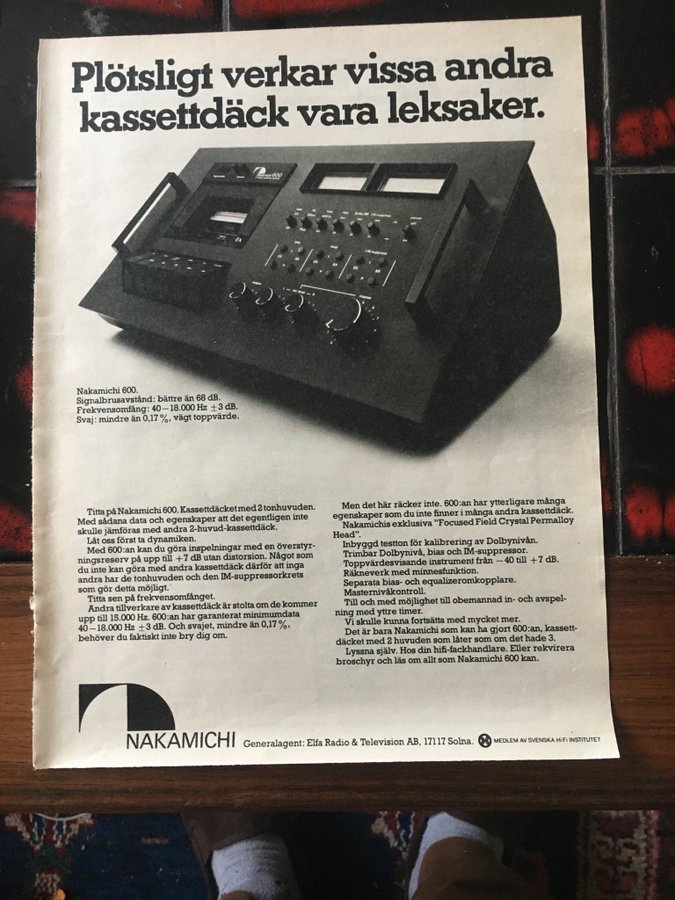 Plötsligt verkar vissa andra
kassettdäck vara leksaker.
Nakamichi 600.
Signalbrusavstånd: bättre än 68 dB.
Frekvensomfång: 40–18.000 Hz ±3 dB.
Svaj: mindre än 0,17%, vägt toppvärde.
Titta på Nakamichi 600. Kassettdäcket med 2 tonhuvuden.
Med sådana data och egenskaper att det egentligen inte
skulle jämföras med andra 2-huvud-kassettdäck.
Låt oss först ta dynamiken.
Med 600:an kan du göra inspelningar med en överstyr-
ningsreserv på upp till +7 dB utan distorsion. Något som
du inte kan göra med andra kassettdäck därför att inga
andra har de tonhuvuden och den IM-suppressorkrets
som gör detta möjligt.
Titta sen på frekvensomfånget.
Andra tillverkare av kassettdäck är stolta om de kommer
upp till 15.000 Hz. 600:an har garanterat minimumdata
40–18.000 Hz ±3 dB. Och svajet, mindre än 0,17%,
behöver du faktiskt inte bry dig om.
Men det här räcker inte. 600:an har ytterligare många
egenskaper som du inte finner i många andra kassettdäck.
Nakamichis exklusiva "Focused Field Crystal Permalloy
Head".
Inbyggd testton för kalibrering av Dolbynivån.
Trimbar Dolbynivå, bias och IM-suppressor.
Toppvärdesvisande instrument från −40 till +7 dB.
Räkneverk med minnesfunktion.
Separata bias- och equalizeromkopplare.
Masternivåkontroll.
Till och med möjlighet till obemannad in- och avspel-
ning med yttre timer.
Vi skulle kunna fortsätta med mycket mer.
Det är bara Nakamichi som kan ha gjort 600:an, kassett-
däcket med 2 huvuden som låter som om det hade 3.
Lyssna själv. Hos din hifi-fackhandlare. Eller rekvirera
broschyr och läs om allt som Nakamichi 600 kan.
NAKAMICHI Generalagent: Elfa Radio & Television AB, 17117 Solna. MEDLEM AV SVENSKA HiFi INSTITUTET